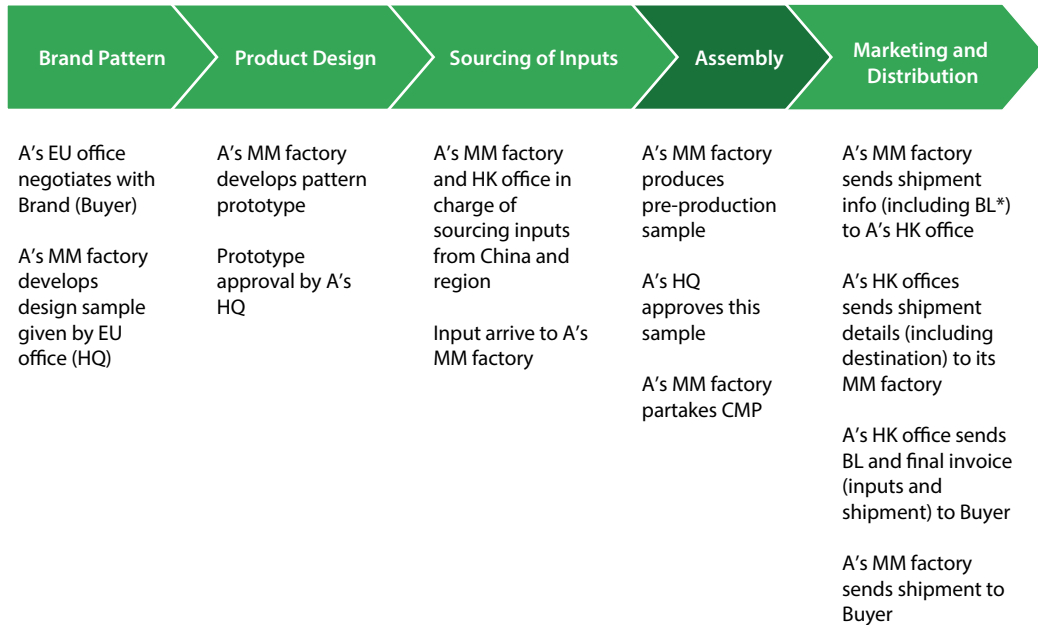 Brand Pattern
Product Design
Sourcing of Inputs
Assembly
Marketing and
Distribution
A’s EU office
negotiates with
Brand (Buyer)
A’s MM factory
develops
design sample
given by EU
office (HQ)
A’s MM factory
develops pattern
prototype
Prototype
approval by A’s
HQ
A’s MM factory
and HK office in
charge of
sourcing inputs
from China and
region
Input arrive to A’s
MM factory
A’s MM factory
produces
pre-production
sample
A’s HQ
approves this
sample
A’s MM factory
partakes CMP
A’s MM factory
sends shipment
info (including BL*)
to A’s HK office
A’s HK offices
sends shipment
details (including
destination) to its
MM factory
A’s HK office sends
BL and final invoice
(inputs and
shipment) to Buyer
A’s MM factory
sends shipment to
Buyer